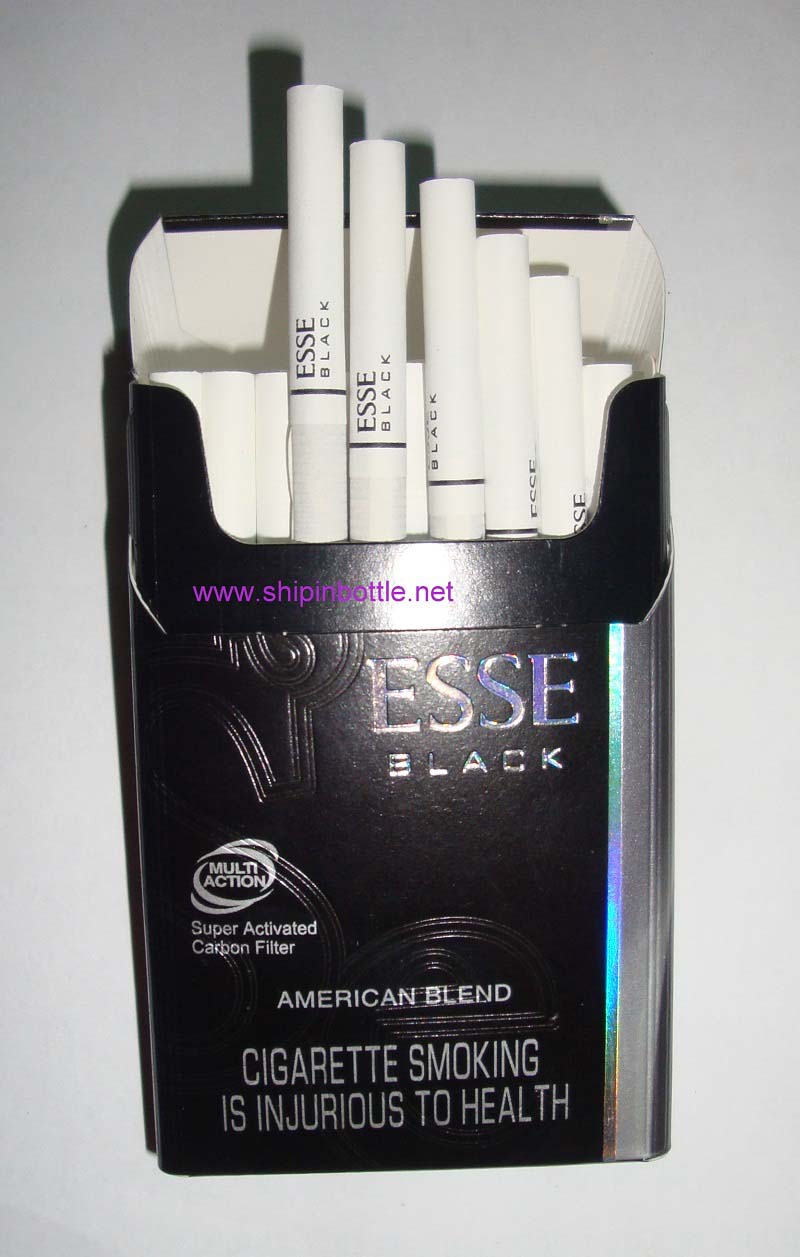 ESSE
BLACK
ESSE
BLACK
BLACK
ESSE
SSE
www.shipinbottle.net
ESSE
BLACK
MULTI
ACTION
Super Activated
Carbon Filter
AMERICAN BLEND
CIGARETTE SMOKING
IS INJURIOUS TO HEALTH